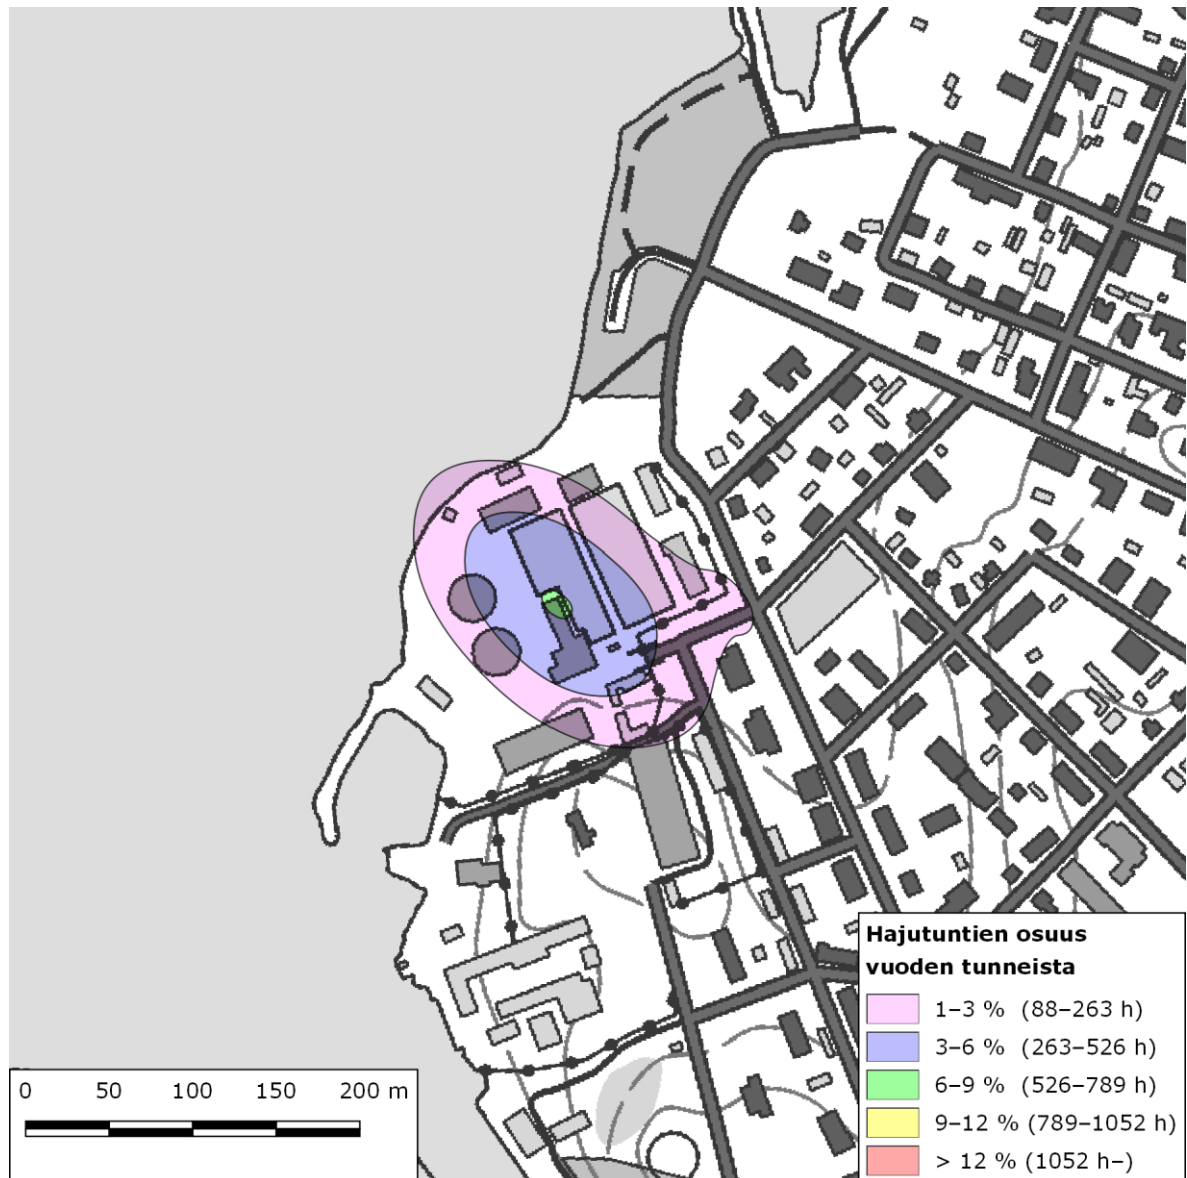 Hajutuntien osuus
vuoden tunneista
1–3 % (88–263 h)
3–6 % (263–526 h)
6–9 % (526–789 h)
9–12 % (789–1052 h)
> 12 % (1052 h–)
0 50 100 150 200 m